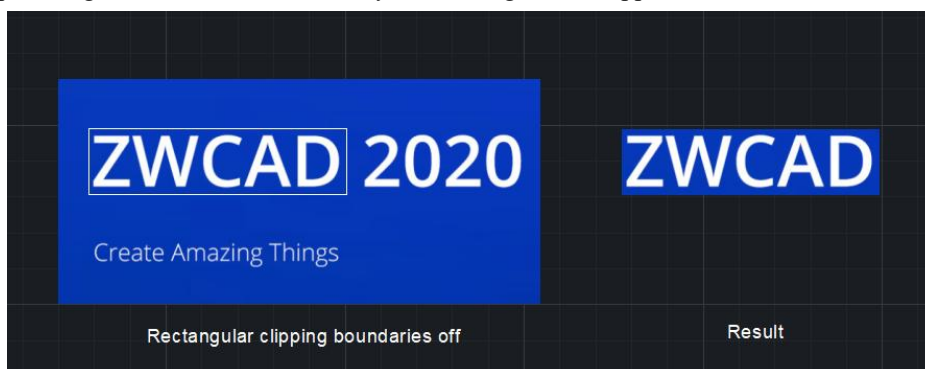 ZWCAD 2020
ZWCAD
Create Amazing Things
Rectangular clipping boundaries off
Result